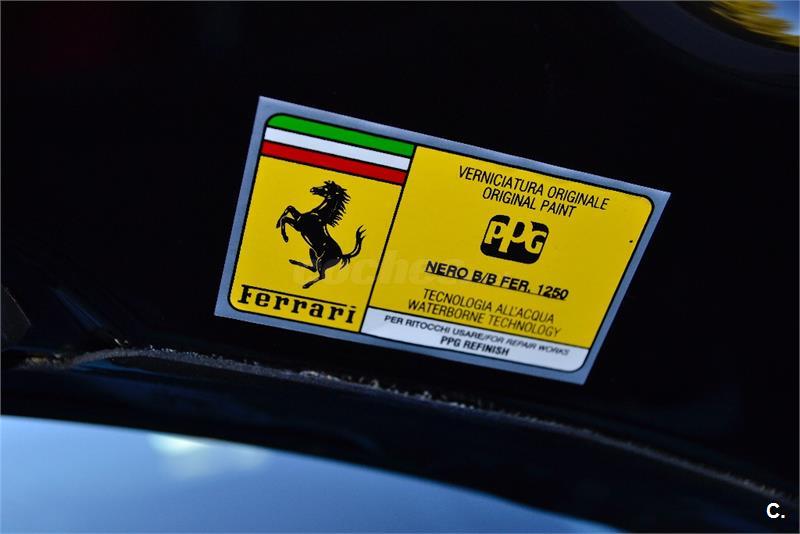 Ferrari
VERNICIATURA ORIGINALE
ORIGINAL PAINT
PPG
NERO B/B FER. 1250
TECNOLOGIA ALL'ACQUA
WATERBORNE TECHNOLOGY
PER RITOCCHI USARE/FOR REPAIR WORKS
PPG REFINISH
C.